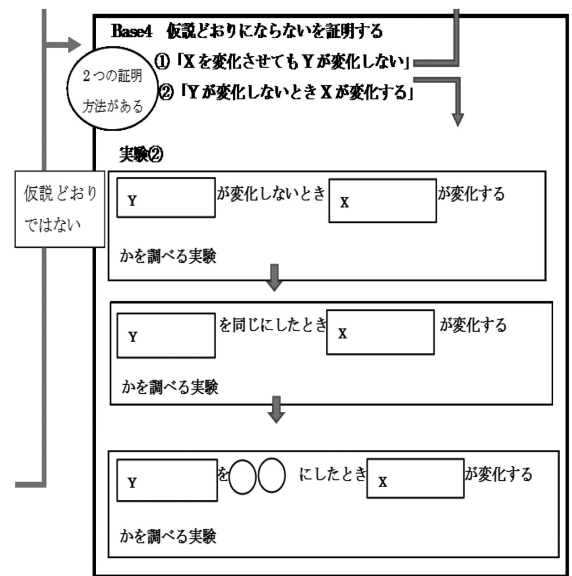 Base4 仮説どおりにならないを証明する
①「Xを変化させてもYが変化しない」
2つの証明
方法がある
②「Yが変化しないときXが変化する」
実験②
仮説どおり
ではない
Y が変化しないとき X が変化する
かを調べる実験
Y を同じにしたとき X が変化する
かを調べる実験
Y を○○ にしたとき X が変化する
かを調べる実験